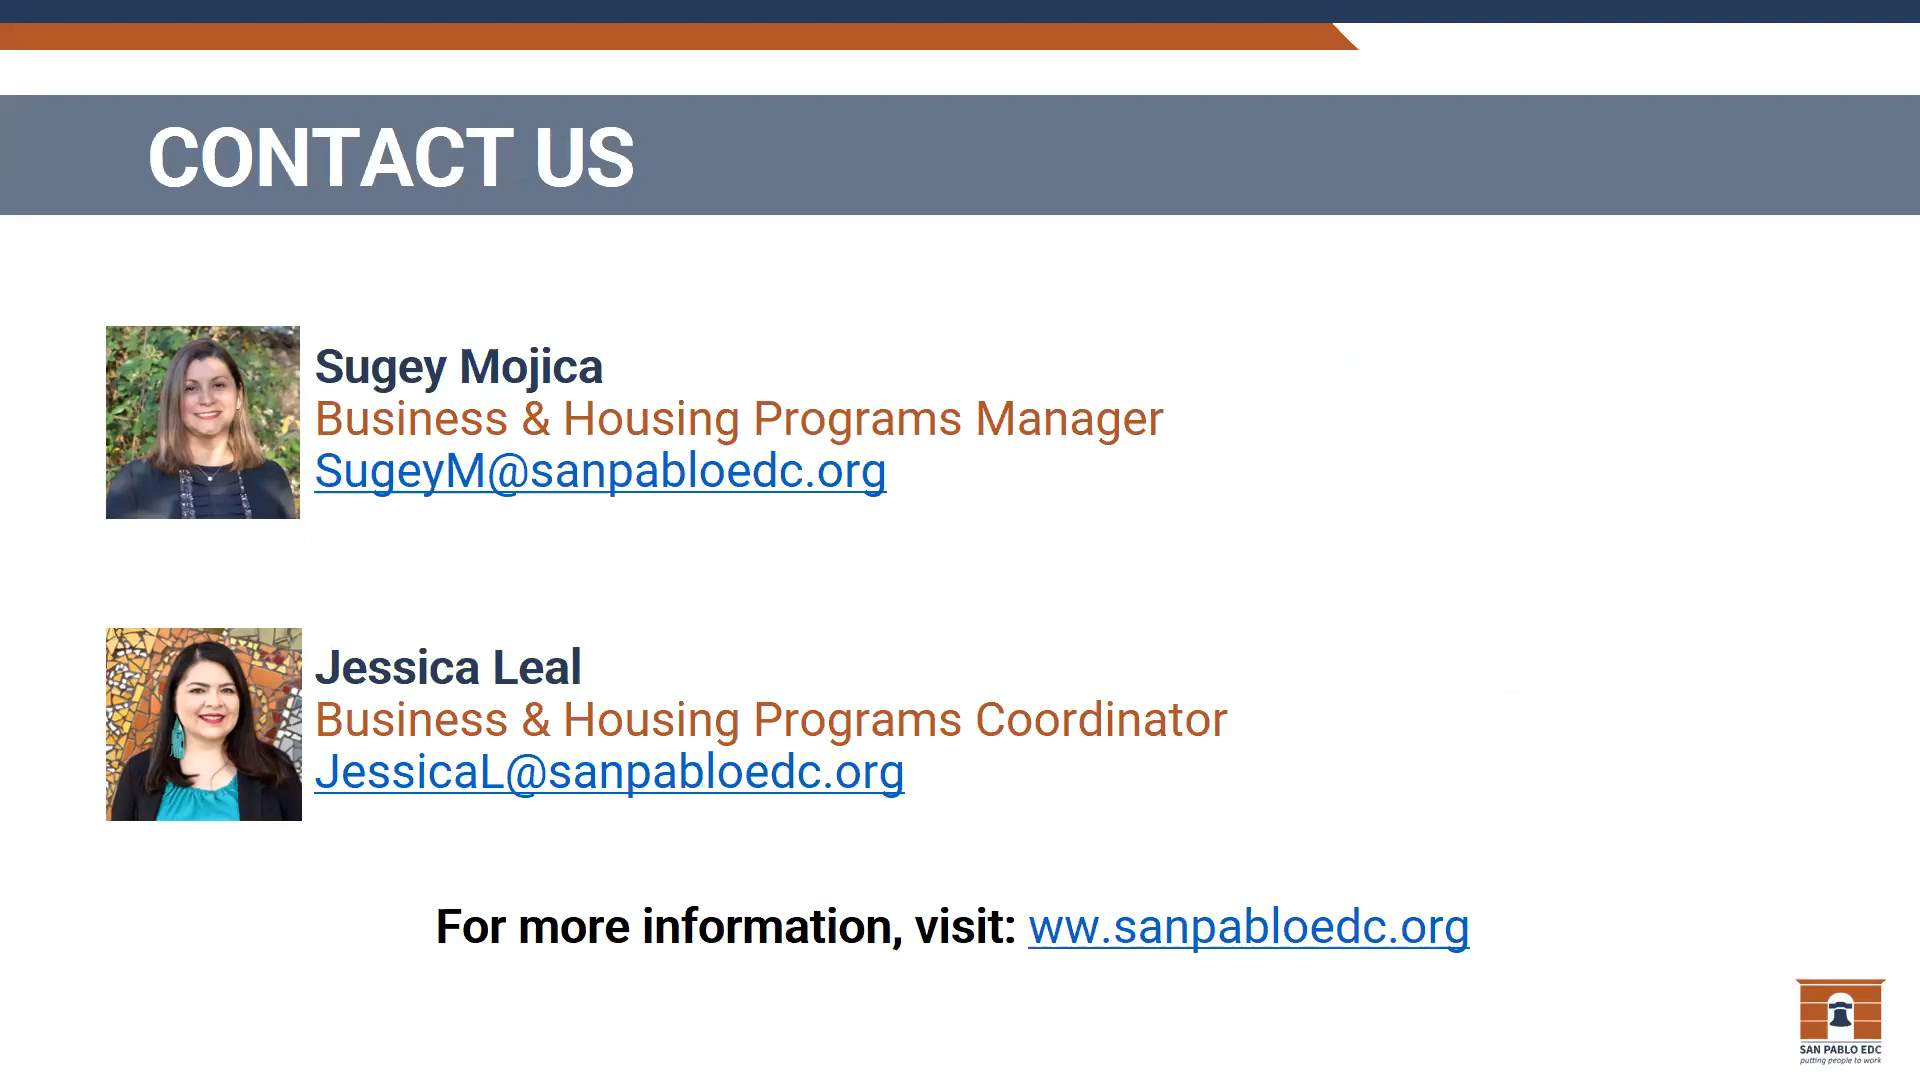 CONTACT US
Sugey Mojica
Business & Housing Programs Manager
SugeyM@sanpabloedc.org
Jessica Leal
Business & Housing Programs Coordinator
JessicaL@sanpabloedc.org
For more information, visit: ww.sanpabloedc.org
SAN PABLO EDC
putting people to work